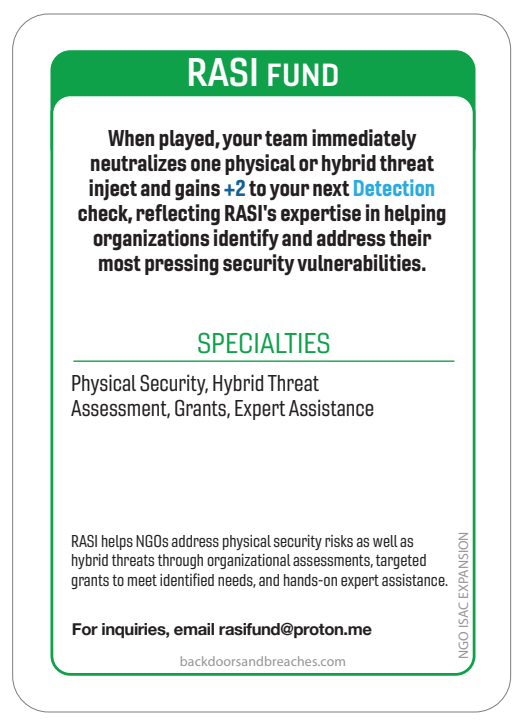 RASI FUND
When played, your team immediately
neutralizes one physical or hybrid threat
inject and gains +2 to your next Detection
check, reflecting RASI's expertise in helping
organizations identify and address their
most pressing security vulnerabilities.
SPECIALTIES
Physical Security, Hybrid Threat
Assessment, Grants, Expert Assistance
RASI helps NGOs address physical security risks as well as
hybrid threats through organizational assessments, targeted
grants to meet identified needs, and hands-on expert assistance.
For inquiries, email rasifund@proton.me
backdoorsandbreaches.com
NGO ISAC EXPANSION